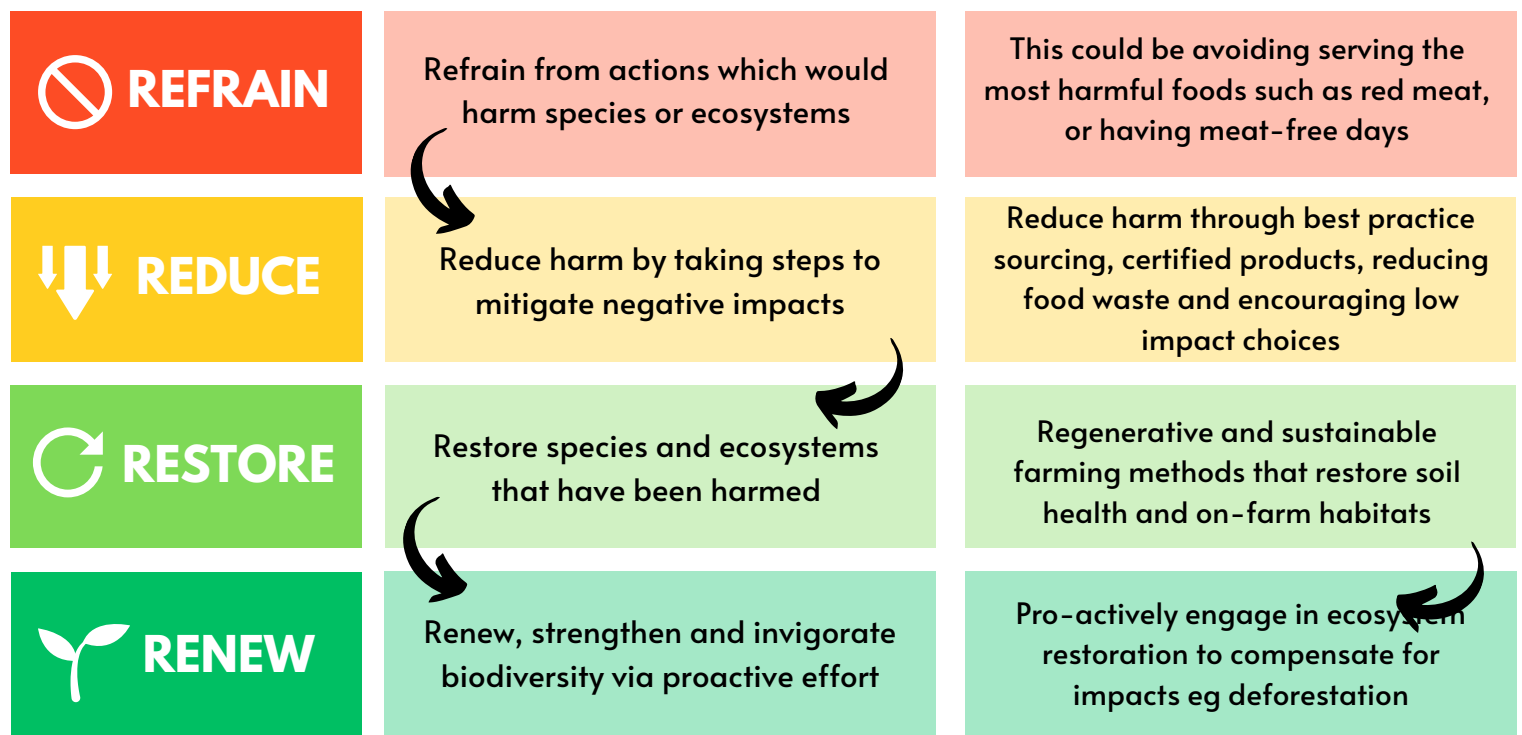 REFRAIN
Refrain from actions which would
harm species or ecosystems
This could be avoiding serving the
most harmful foods such as red meat,
or having meat-free days
REDUCE
Reduce harm by taking steps to
mitigate negative impacts
Reduce harm through best practice
sourcing, certified products, reducing
food waste and encouraging low
impact choices
RESTORE
Restore species and ecosystems
that have been harmed
Regenerative and sustainable
farming methods that restore soil
health and on-farm habitats
RENEW
Renew, strengthen and invigorate
biodiversity via proactive effort
Pro-actively engage in ecosystem
restoration to compensate for
impacts eg deforestation